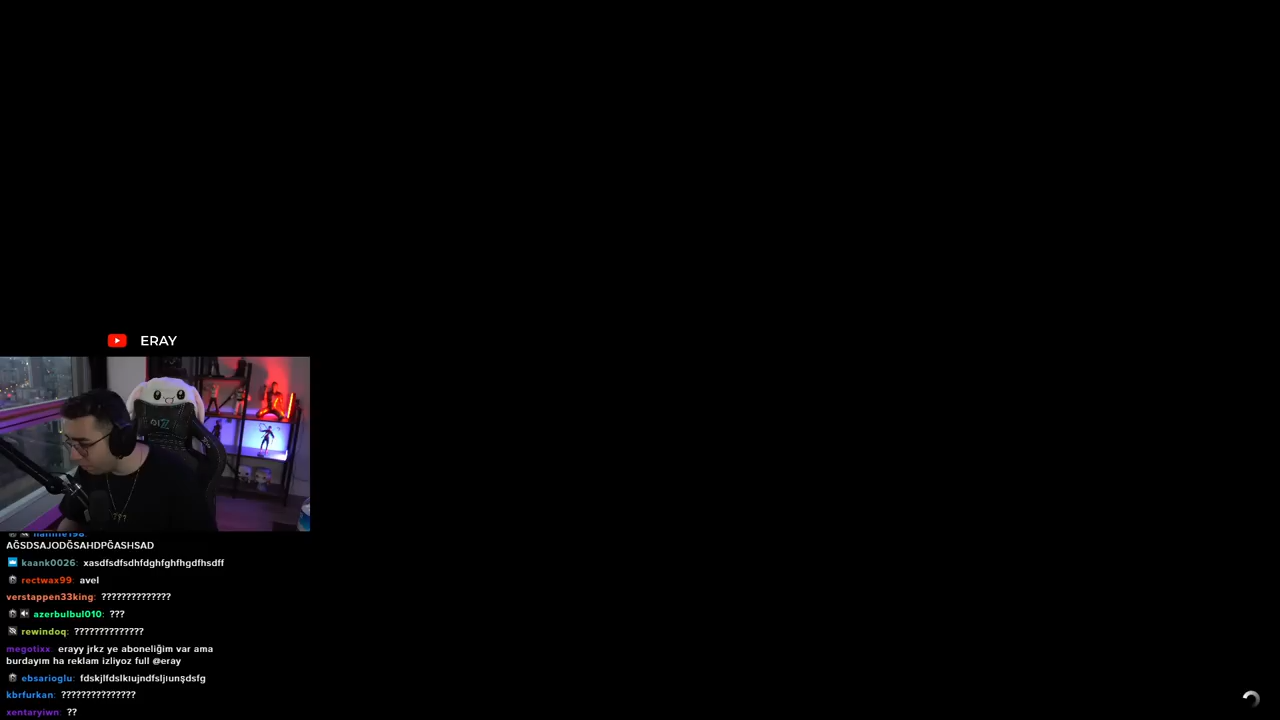 ERAY
AĞSDSAJODĞSAHDPĞASHSAD
kaank0026: xasdfsdfsdhfdghfghfhgdfhsdff
rectwax99: avel
verstappen33king: ??????????????
azerbulbul010: ???
rewindoq: ??????????????
megotixx: erayy jrkz ye aboneliğim var ama
burdayım ha reklam izliyoz full @eray
ebsarioglu: fdskjlfdslkıujndfsljıunşdsfg
kbrfurkan: ???????????????
xentaryiwn: ??